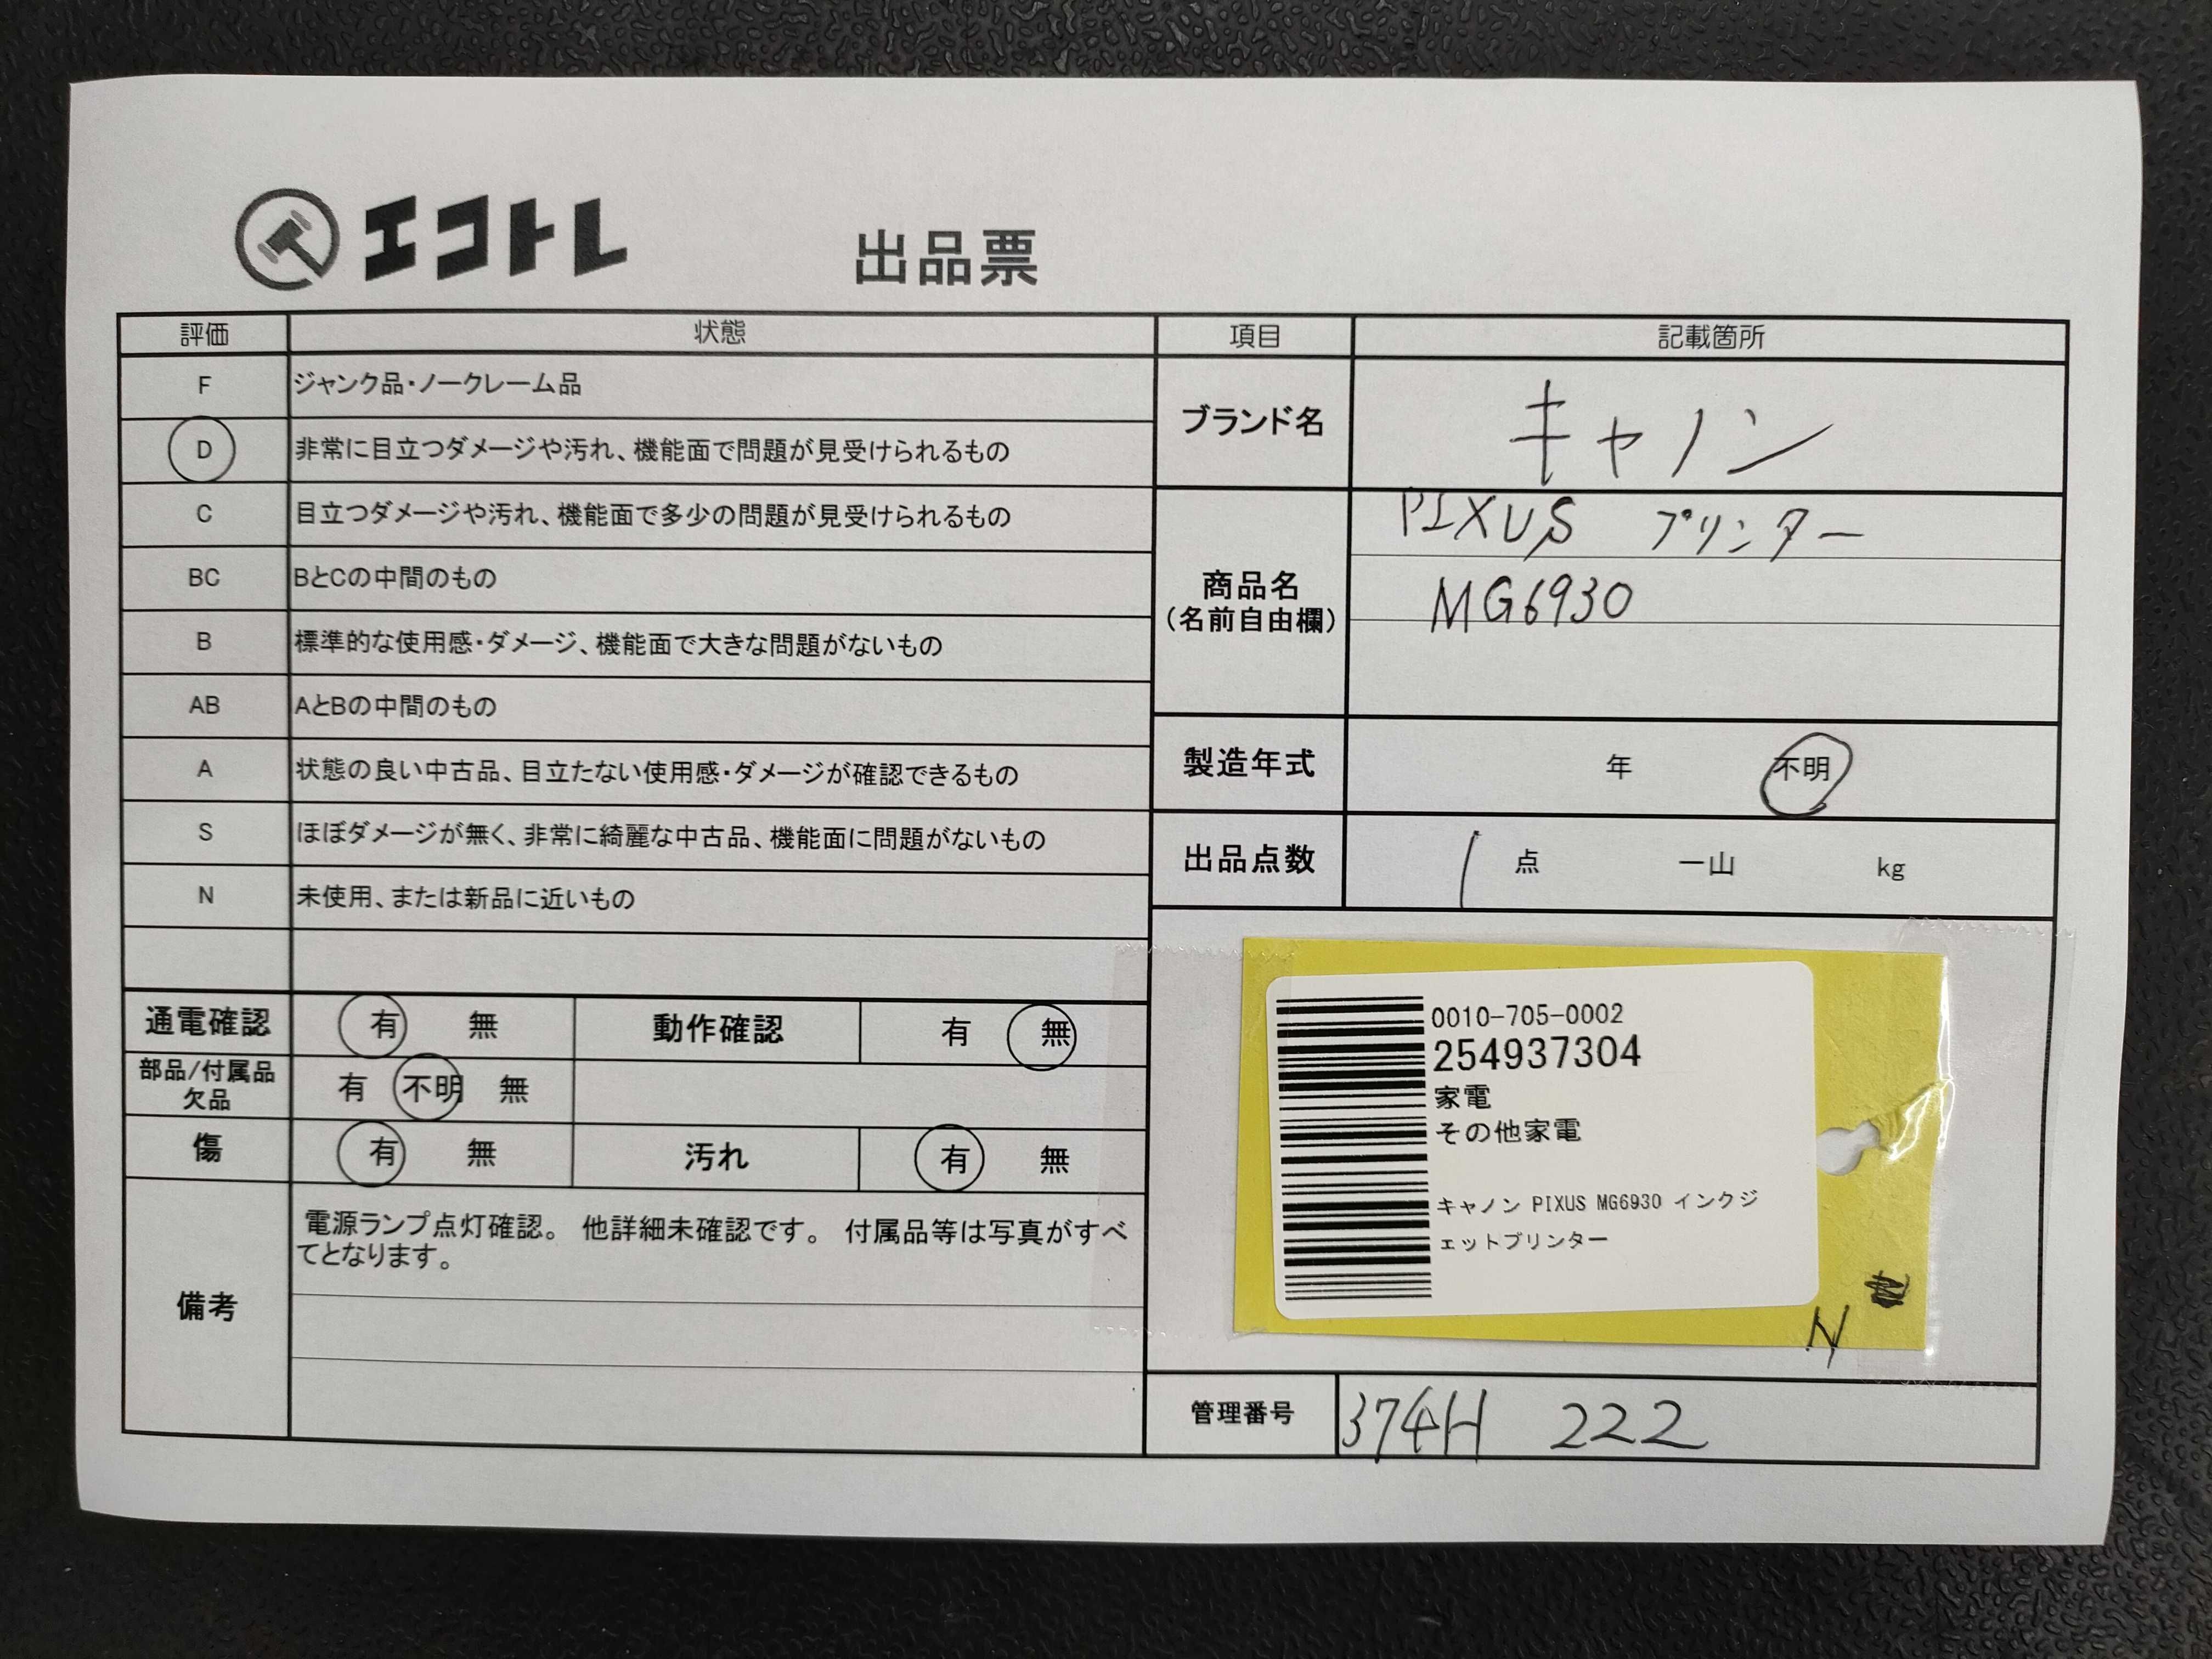 エコトレ 出品票
評価 状態
F ジャンク品・ノークレーム品
D 非常に目立つダメージや汚れ、機能面で問題が見受けられるもの
C 目立つダメージや汚れ、機能面で多少の問題が見受けられるもの
BC BとCの中間のもの
B 標準的な使用感・ダメージ、機能面で大きな問題がないもの
AB AとBの中間のもの
A 状態の良い中古品、目立たない使用感・ダメージが確認できるもの
S ほぼダメージが無く、非常に綺麗な中古品、機能面に問題がないもの
N 未使用、または新品に近いもの
通電確認 有 無 動作確認 有 無
部品/付属品
欠品 有 不明 無
傷 有 無 汚れ 有 無
備考
電源ランプ点灯確認。 他詳細未確認です。 付属品等は写真がすべ
てとなります。
項目 記載箇所
ブランド名 キャノン
商品名
(名前自由欄)
PIXUS プリンター
MG6930
製造年式 年 不明
出品点数 1 点 一山 kg
0010-705-0002
254937304
家電
その他家電
キャノン PIXUS MG6930 インクジ
ェットプリンター
N
管理番号 374H 222